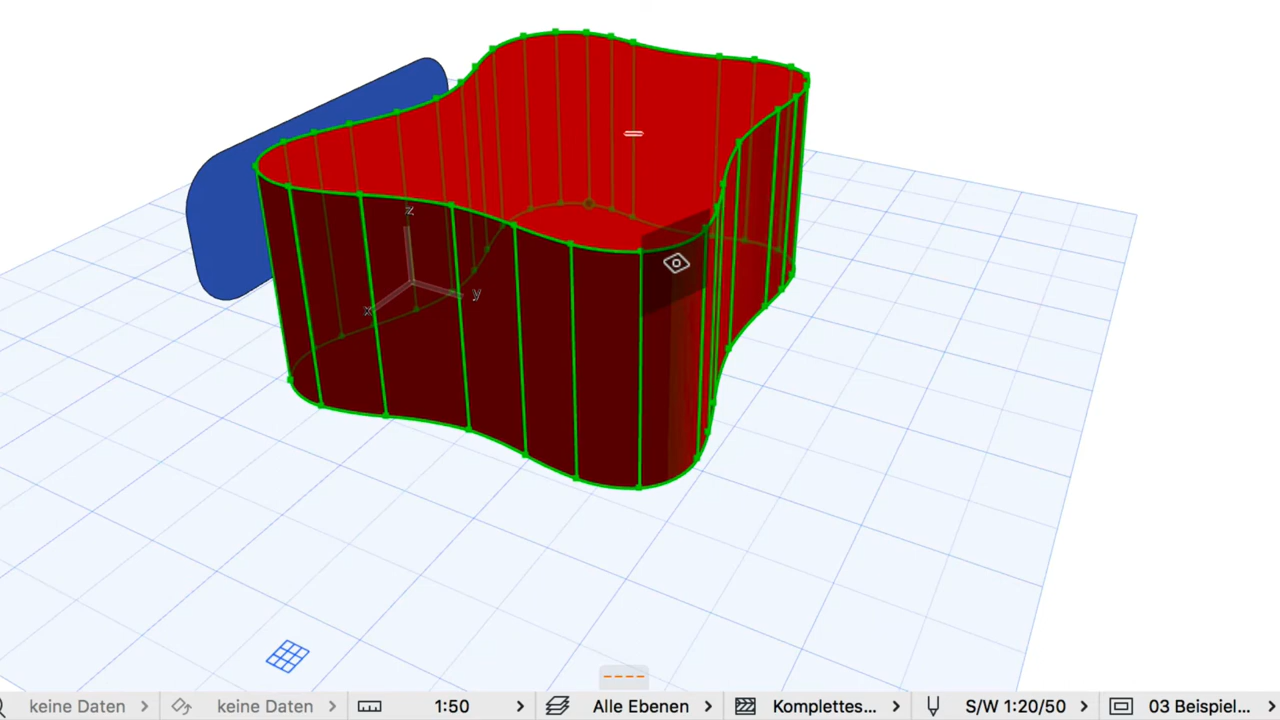 z
x
y
keine Daten
keine Daten
1:50
Alle Ebenen
Komplettes...
S/W 1:20/50
03 Beispiel...